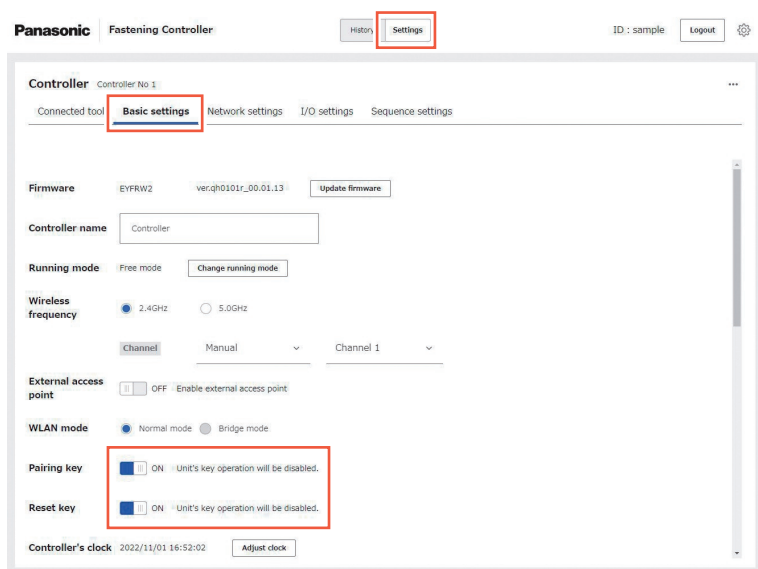 Panasonic Fastening Controller History Settings ID : sample Logout
Controller Controller No 1 ...
Connected tool Basic settings Network settings I/O settings Sequence settings
Firmware EYFRW2 ver.qh0101r_00.01.13 Update firmware
Controller name Controller
Running mode Free mode Change running mode
Wireless
frequency 2.4GHz 5.0GHz
Channel Manual Channel 1
External access
point OFF Enable external access point
WLAN mode Normal mode Bridge mode
Pairing key ON Unit's key operation will be disabled.
Reset key ON Unit's key operation will be disabled.
Controller's clock 2022/11/01 16:52:02 Adjust clock